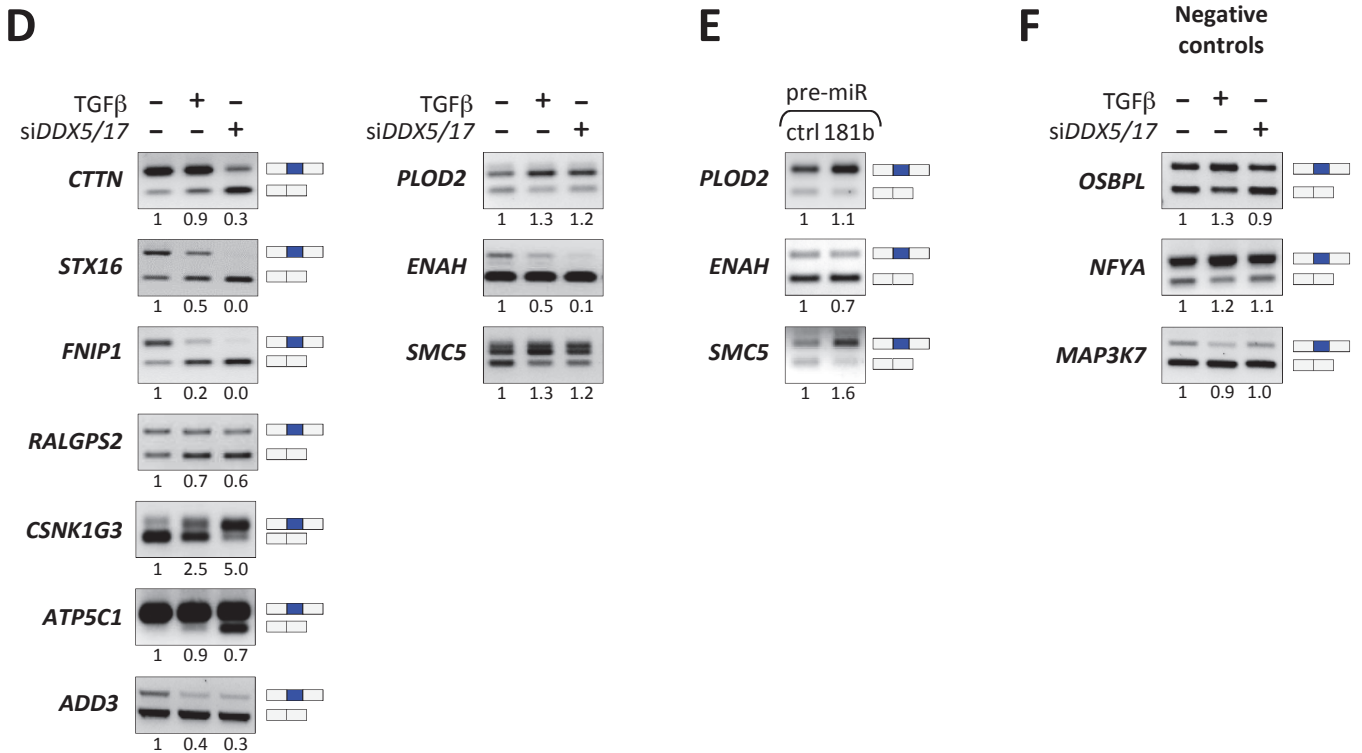 D
TGFβ – + –
siDDX5/17 – – +
CTTN
1 0.9 0.3
STX16
1 0.5 0.0
FNIP1
1 0.2 0.0
RALGPS2
1 0.7 0.6
CSNK1G3
1 2.5 5.0
ATP5C1
1 0.9 0.7
ADD3
1 0.4 0.3
TGFβ – + –
siDDX5/17 – – +
PLOD2
1 1.3 1.2
ENAH
1 0.5 0.1
SMC5
1 1.3 1.2
E
pre-miR
ctrl 181b
PLOD2
1 1.1
ENAH
1 0.7
SMC5
1 1.6
F
Negative
controls
TGFβ – + –
siDDX5/17 – – +
OSBPL
1 1.3 0.9
NFYA
1 1.2 1.1
MAP3K7
1 0.9 1.0